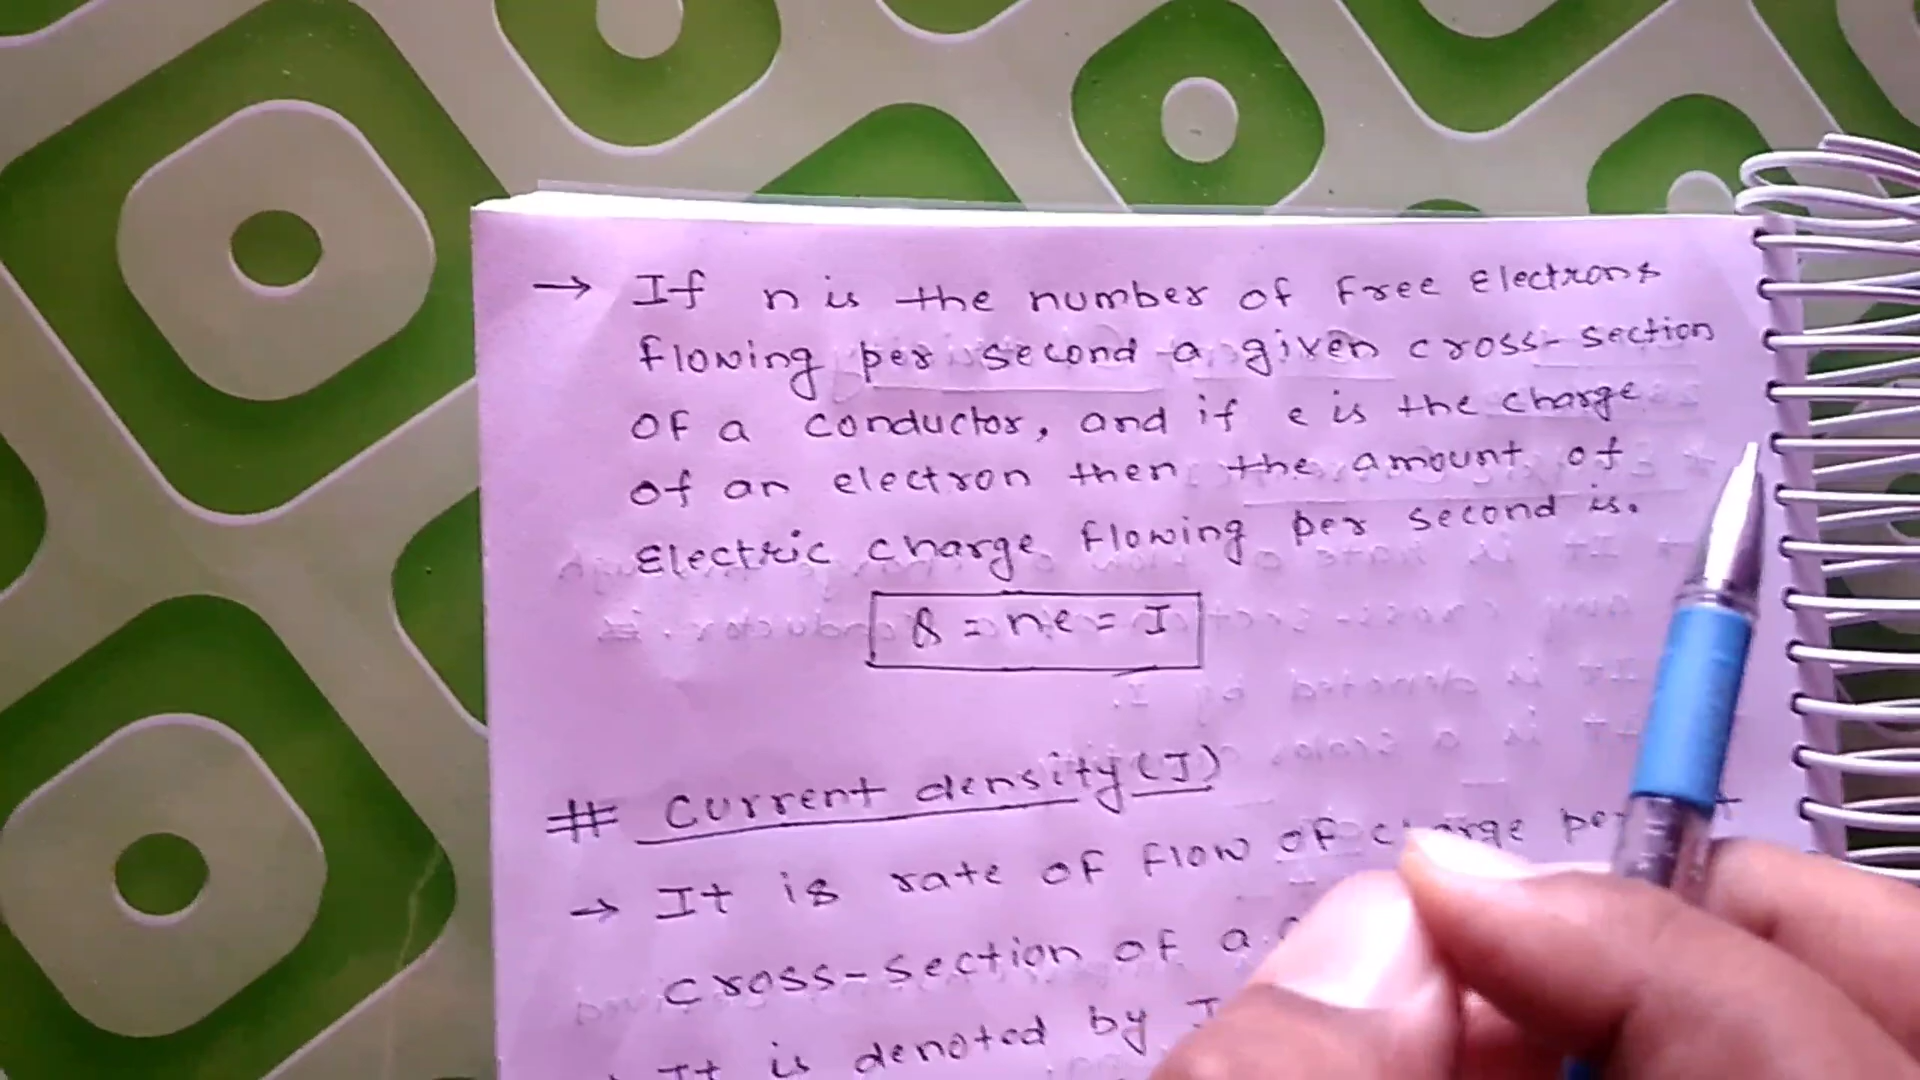 → If n is the number of Free Electrons
flowing per second a given cross-section
of a conductor, and if e is the charge
of an electron then the amount of
Electric charge flowing per second is.
Q = ne = I
# Current density (J)
→ It is rate of flow of charge per
cross-section of a
It is denoted by J